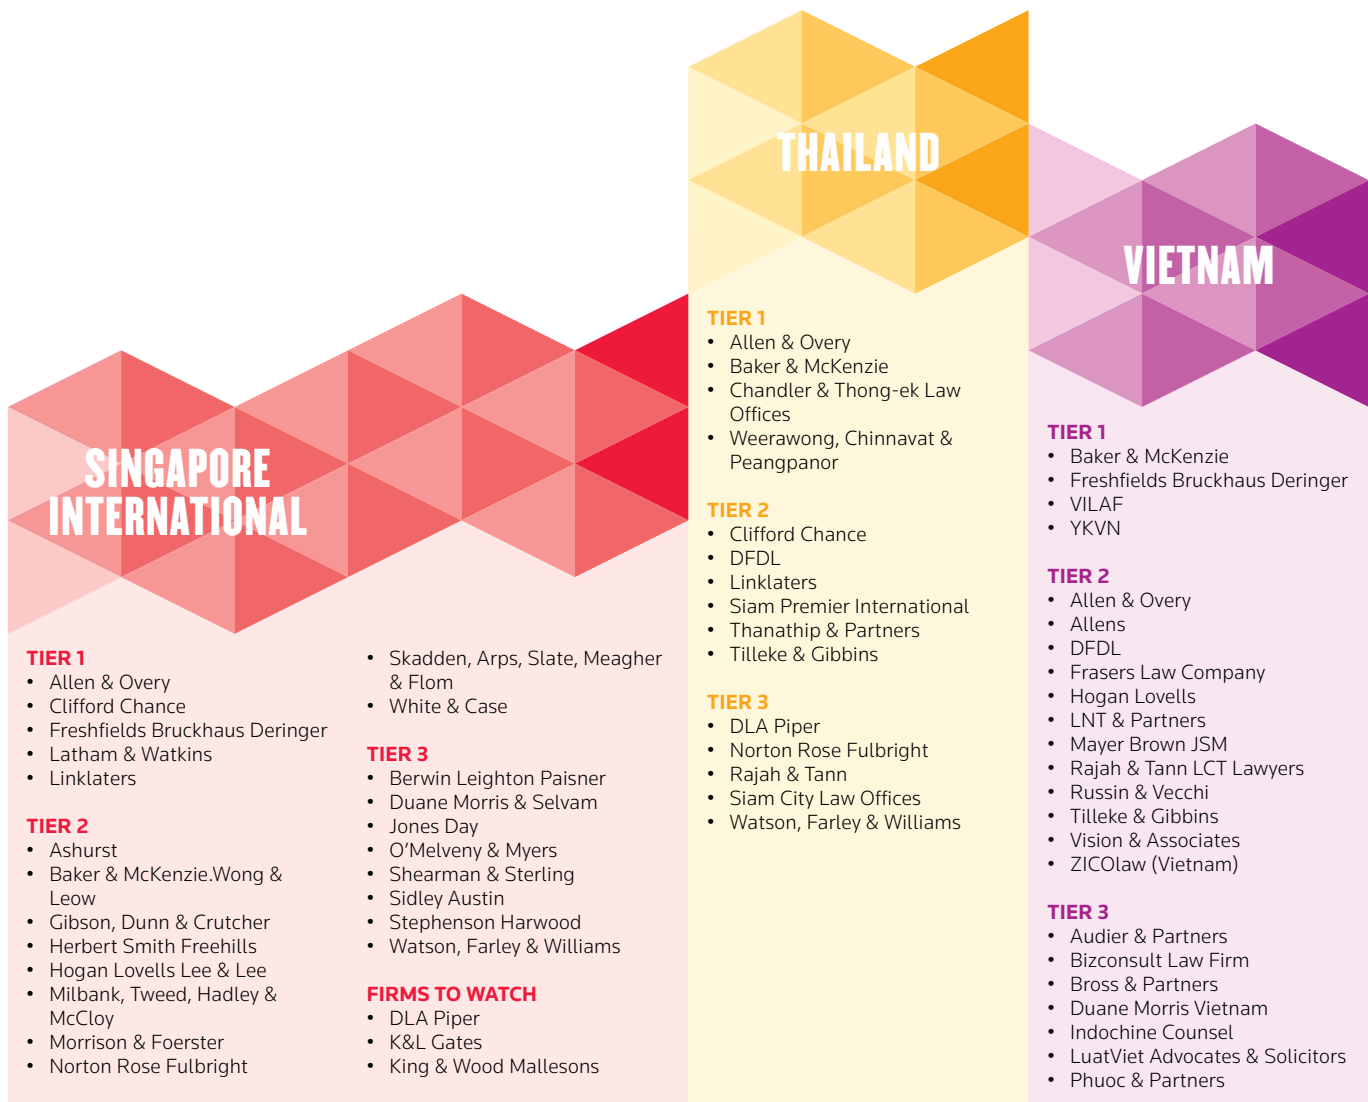 SINGAPORE
INTERNATIONAL
TIER 1
• Allen & Overy
• Clifford Chance
• Freshfields Bruckhaus Deringer
• Latham & Watkins
• Linklaters
TIER 2
• Ashurst
• Baker & McKenzie.Wong &
Leow
• Gibson, Dunn & Crutcher
• Herbert Smith Freehills
• Hogan Lovells Lee & Lee
• Milbank, Tweed, Hadley &
McCloy
• Morrison & Foerster
• Norton Rose Fulbright
• Skadden, Arps, Slate, Meagher
& Flom
• White & Case
TIER 3
• Berwin Leighton Paisner
• Duane Morris & Selvam
• Jones Day
• O'Melveny & Myers
• Shearman & Sterling
• Sidley Austin
• Stephenson Harwood
• Watson, Farley & Williams
FIRMS TO WATCH
• DLA Piper
• K&L Gates
• King & Wood Mallesons
THAILAND
TIER 1
• Allen & Overy
• Baker & McKenzie
• Chandler & Thong-ek Law
Offices
• Weerawong, Chinnavat &
Peangpanor
TIER 2
• Clifford Chance
• DFDL
• Linklaters
• Siam Premier International
• Thanathip & Partners
• Tilleke & Gibbins
TIER 3
• DLA Piper
• Norton Rose Fulbright
• Rajah & Tann
• Siam City Law Offices
• Watson, Farley & Williams
VIETNAM
TIER 1
• Baker & McKenzie
• Freshfields Bruckhaus Deringer
• VILAF
• YKVN
TIER 2
• Allen & Overy
• Allens
• DFDL
• Frasers Law Company
• Hogan Lovells
• LNT & Partners
• Mayer Brown JSM
• Rajah & Tann LCT Lawyers
• Russin & Vecchi
• Tilleke & Gibbins
• Vision & Associates
• ZICOlaw (Vietnam)
TIER 3
• Audier & Partners
• Bizconsult Law Firm
• Bross & Partners
• Duane Morris Vietnam
• Indochine Counsel
• LuatViet Advocates & Solicitors
• Phuoc & Partners